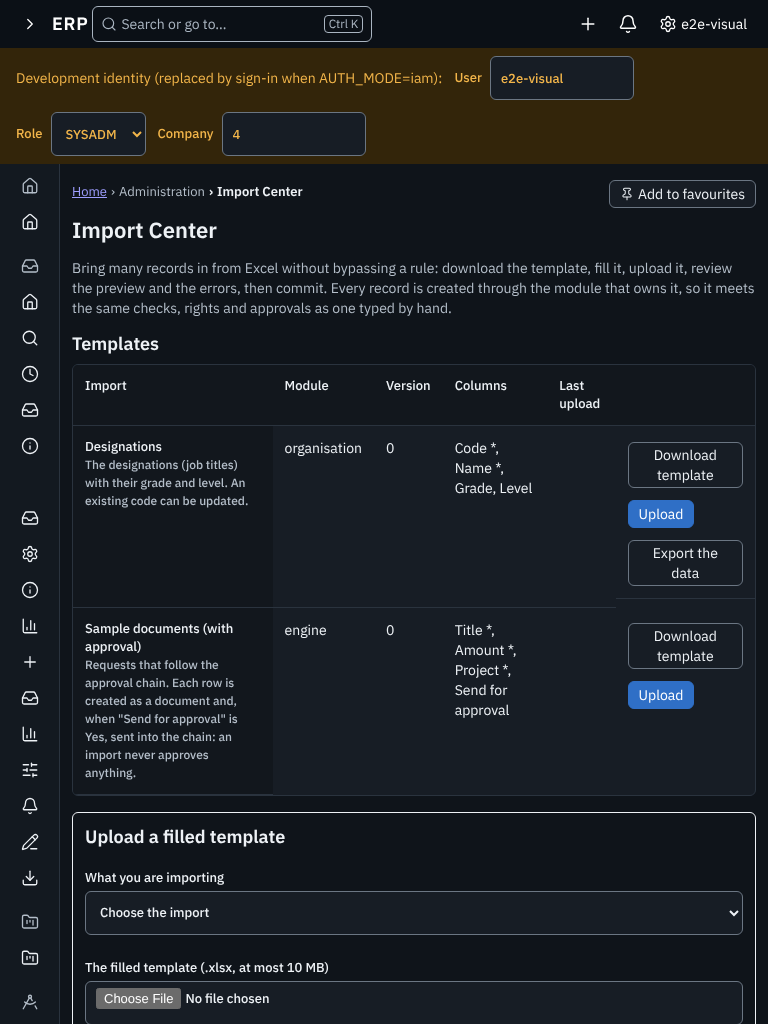 ERP
Search or go to...
Ctrl K
e2e-visual
Development identity (replaced by sign-in when AUTH_MODE=iam):
User
e2e-visual
Role
SYSADM
Company
4
Home › Administration › Import Center
Add to favourites
Import Center
Bring many records in from Excel without bypassing a rule: download the template, fill it, upload it, review
the preview and the errors, then commit. Every record is created through the module that owns it, so it meets
the same checks, rights and approvals as one typed by hand.
Templates
Import
Module
Version
Columns
Last
upload
Designations
The designations (job titles)
with their grade and level. An
existing code can be updated.
organisation
0
Code *,
Name *,
Grade, Level
Download
template
Upload
Export the
data
Sample documents (with
approval)
Requests that follow the
approval chain. Each row is
created as a document and,
when "Send for approval" is
Yes, sent into the chain: an
import never approves
anything.
engine
0
Title *,
Amount *,
Project *,
Send for
approval
Download
template
Upload
Upload a filled template
What you are importing
Choose the import
The filled template (.xlsx, at most 10 MB)
Choose File No file chosen